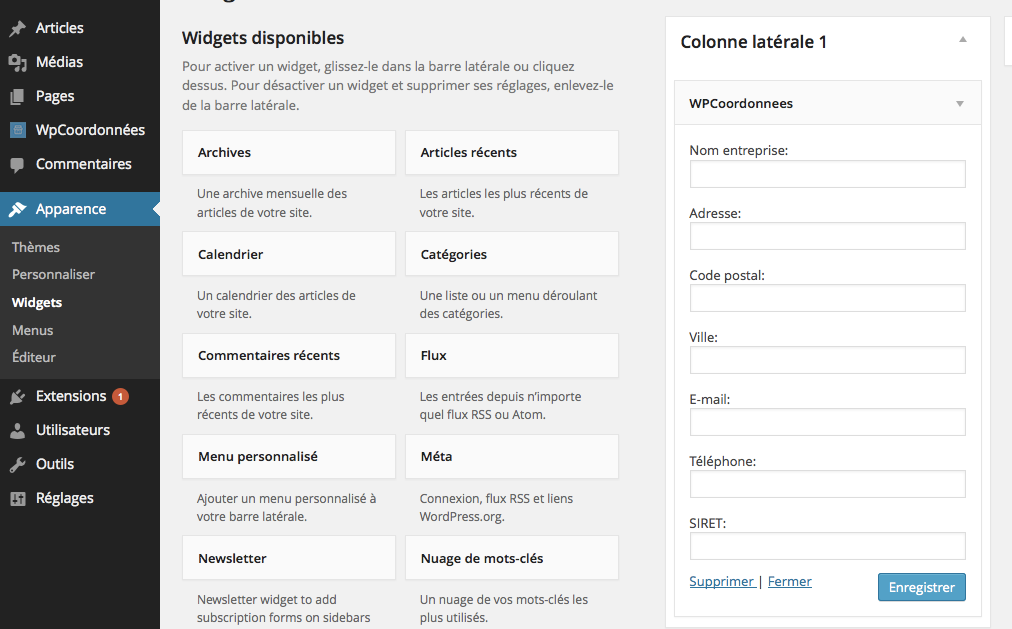 Articles
Médias
Pages
WpCoordonnées
Commentaires
Apparence
Thèmes
Personnaliser
Widgets
Menus
Éditeur
Extensions 1
Utilisateurs
Outils
Réglages
Widgets disponibles
Pour activer un widget, glissez-le dans la barre latérale ou cliquez
dessus. Pour désactiver un widget et supprimer ses réglages, enlevez-le
de la barre latérale.
Archives
Une archive mensuelle des
articles de votre site.
Articles récents
Les articles les plus récents de
votre site.
Calendrier
Un calendrier des articles de
votre site.
Catégories
Une liste ou un menu déroulant
des catégories.
Commentaires récents
Les commentaires les plus
récents de votre site.
Flux
Les entrées depuis n’importe
quel flux RSS ou Atom.
Menu personnalisé
Ajouter un menu personnalisé à
votre barre latérale.
Méta
Connexion, flux RSS et liens
WordPress.org.
Newsletter
Newsletter widget to add
subscription forms on sidebars
Nuage de mots-clés
Un nuage de vos mots-clés les
plus utilisés.
Colonne latérale 1
WPCoordonnees
Nom entreprise:
Adresse:
Code postal:
Ville:
E-mail:
Téléphone:
SIRET:
Supprimer | Fermer
Enregistrer